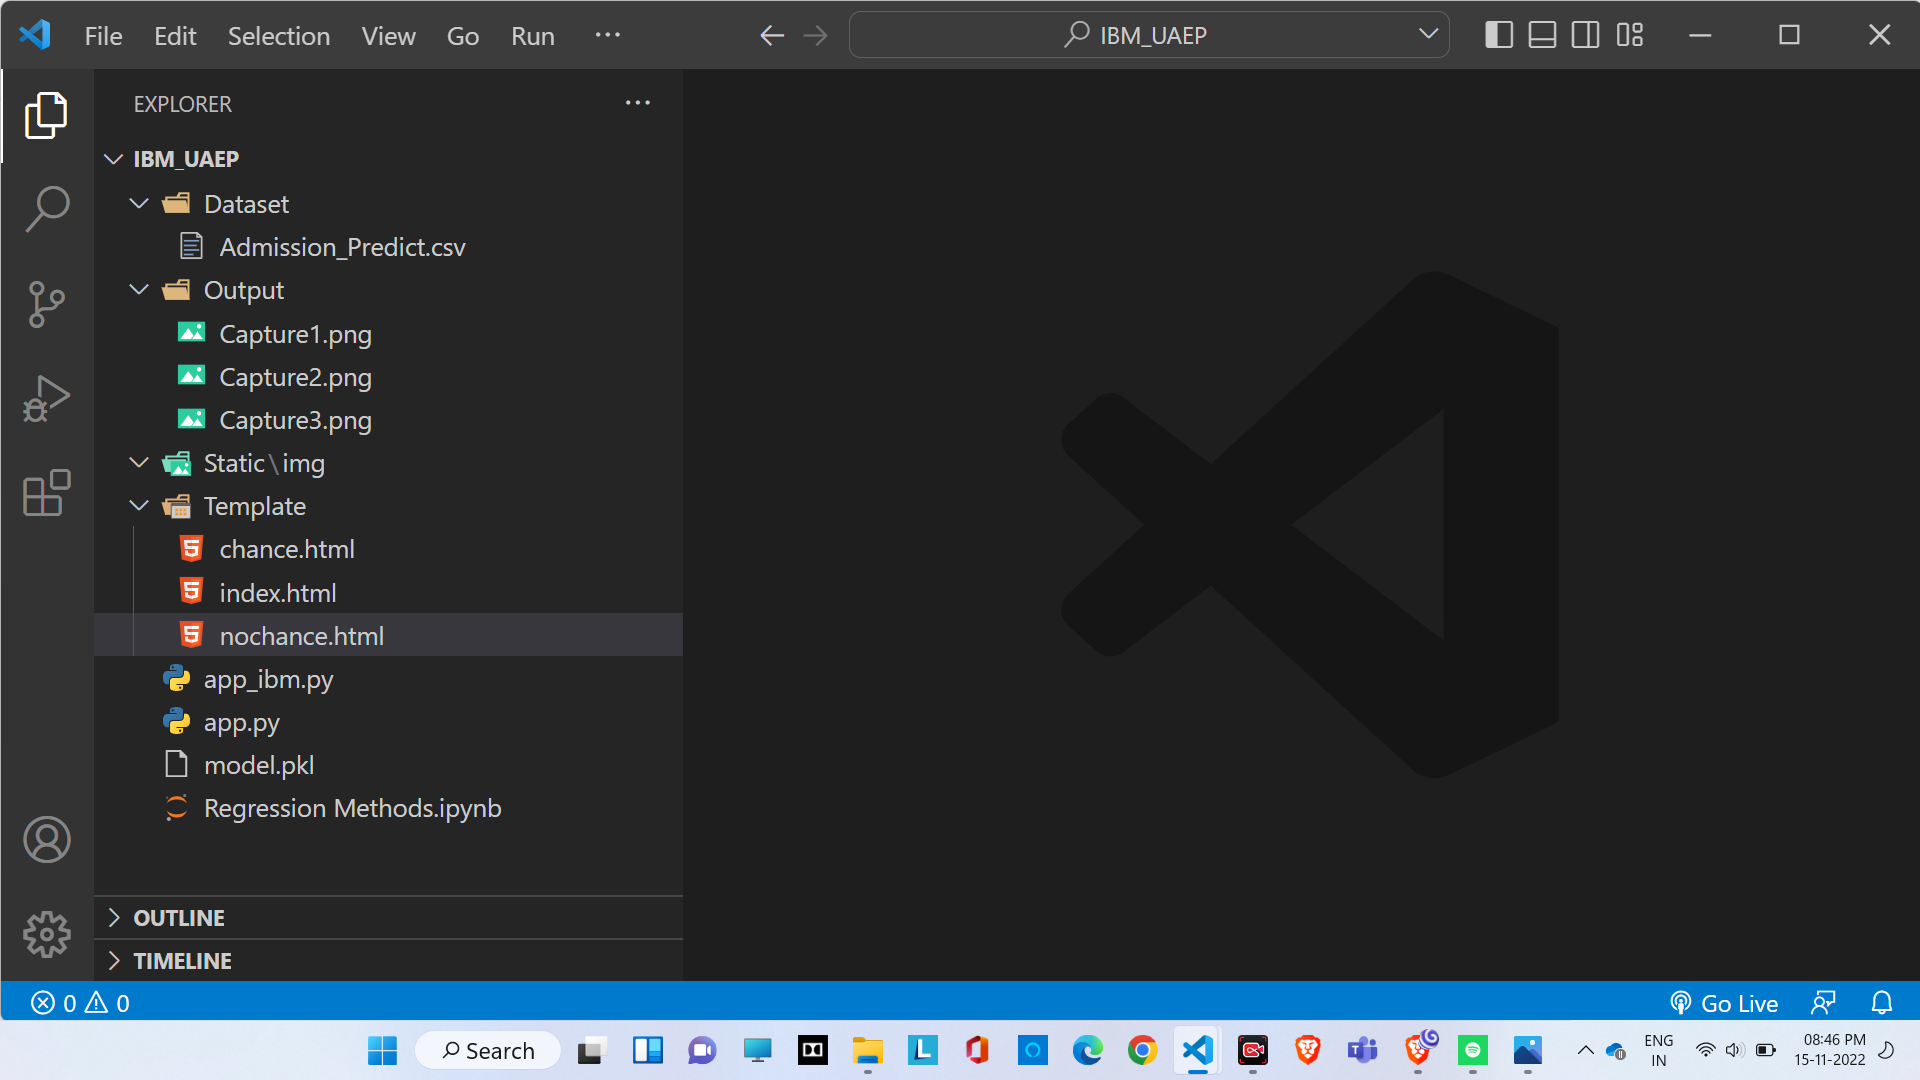 File Edit Selection View Go Run ···
IBM_UAEP
EXPLORER
IBM_UAEP
Dataset
Admission_Predict.csv
Output
Capture1.png
Capture2.png
Capture3.png
Static\img
Template
chance.html
index.html
nochance.html
app_ibm.py
app.py
model.pkl
Regression Methods.ipynb
OUTLINE
TIMELINE
0 0
Go Live
Search
L
ENG
IN
08:46 PM
15-11-2022